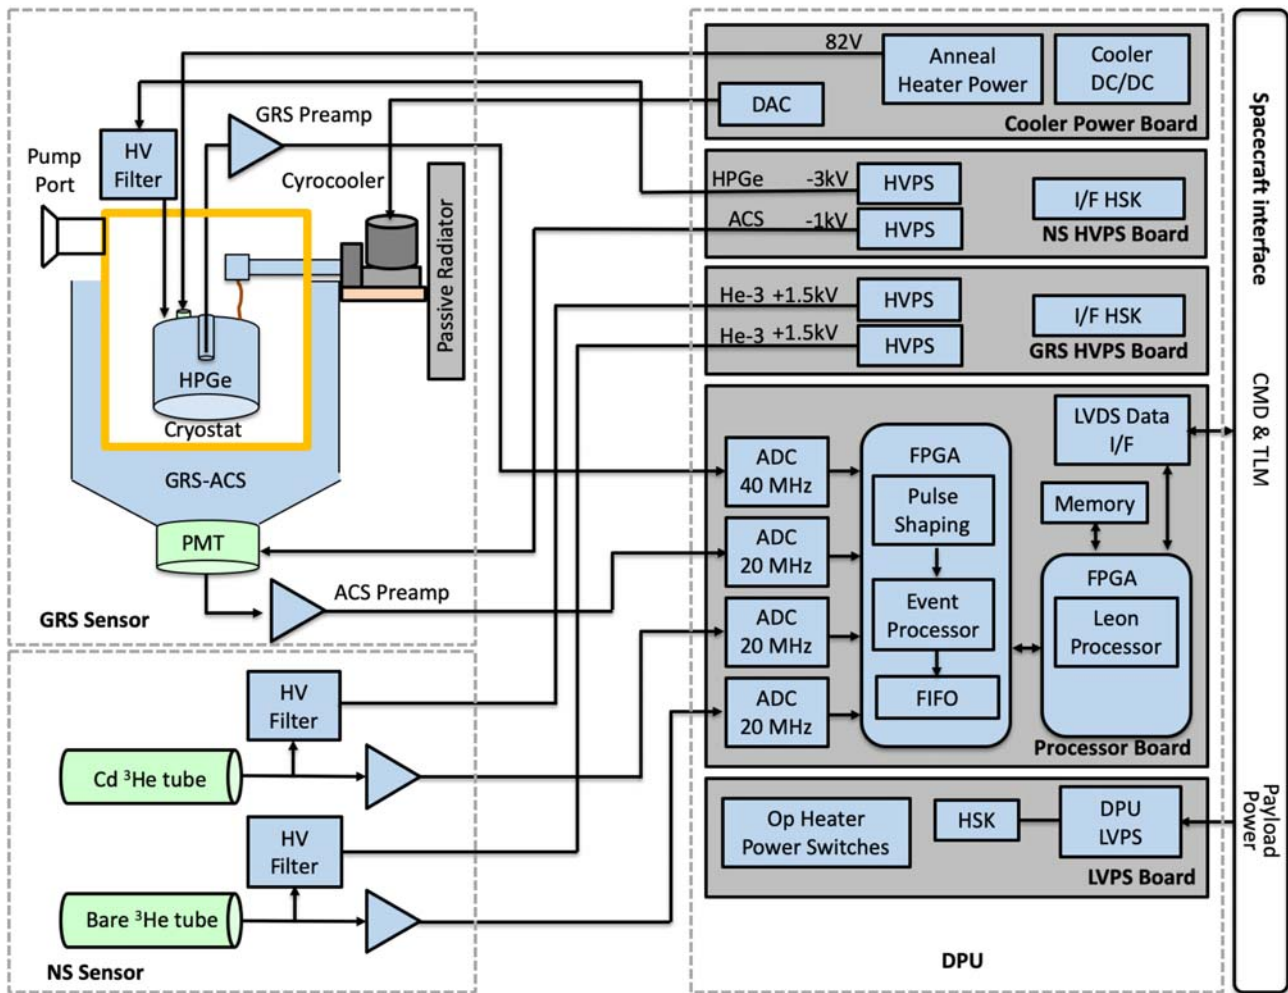 GRS Preamp
HV
Filter
Pump
Port
Cyrocooler
Passive Radiator
HPGe
Cryostat
GRS-ACS
PMT
ACS Preamp
GRS Sensor
HV
Filter
Cd ³He tube
HV
Filter
Bare ³He tube
NS Sensor
82V
Anneal
Heater Power
Cooler
DC/DC
DAC
Cooler Power Board
HPGe -3kV
HVPS
ACS -1kV
HVPS
I/F HSK
NS HVPS Board
He-3 +1.5kV
HVPS
He-3 +1.5kV
HVPS
I/F HSK
GRS HVPS Board
ADC
40 MHz
ADC
20 MHz
ADC
20 MHz
ADC
20 MHz
FPGA
Pulse
Shaping
Event
Processor
FIFO
LVDS Data
I/F
Memory
FPGA
Leon
Processor
Processor Board
Op Heater
Power Switches
HSK
DPU
LVPS
LVPS Board
DPU
Spacecraft interface
CMD & TLM
Payload
Power